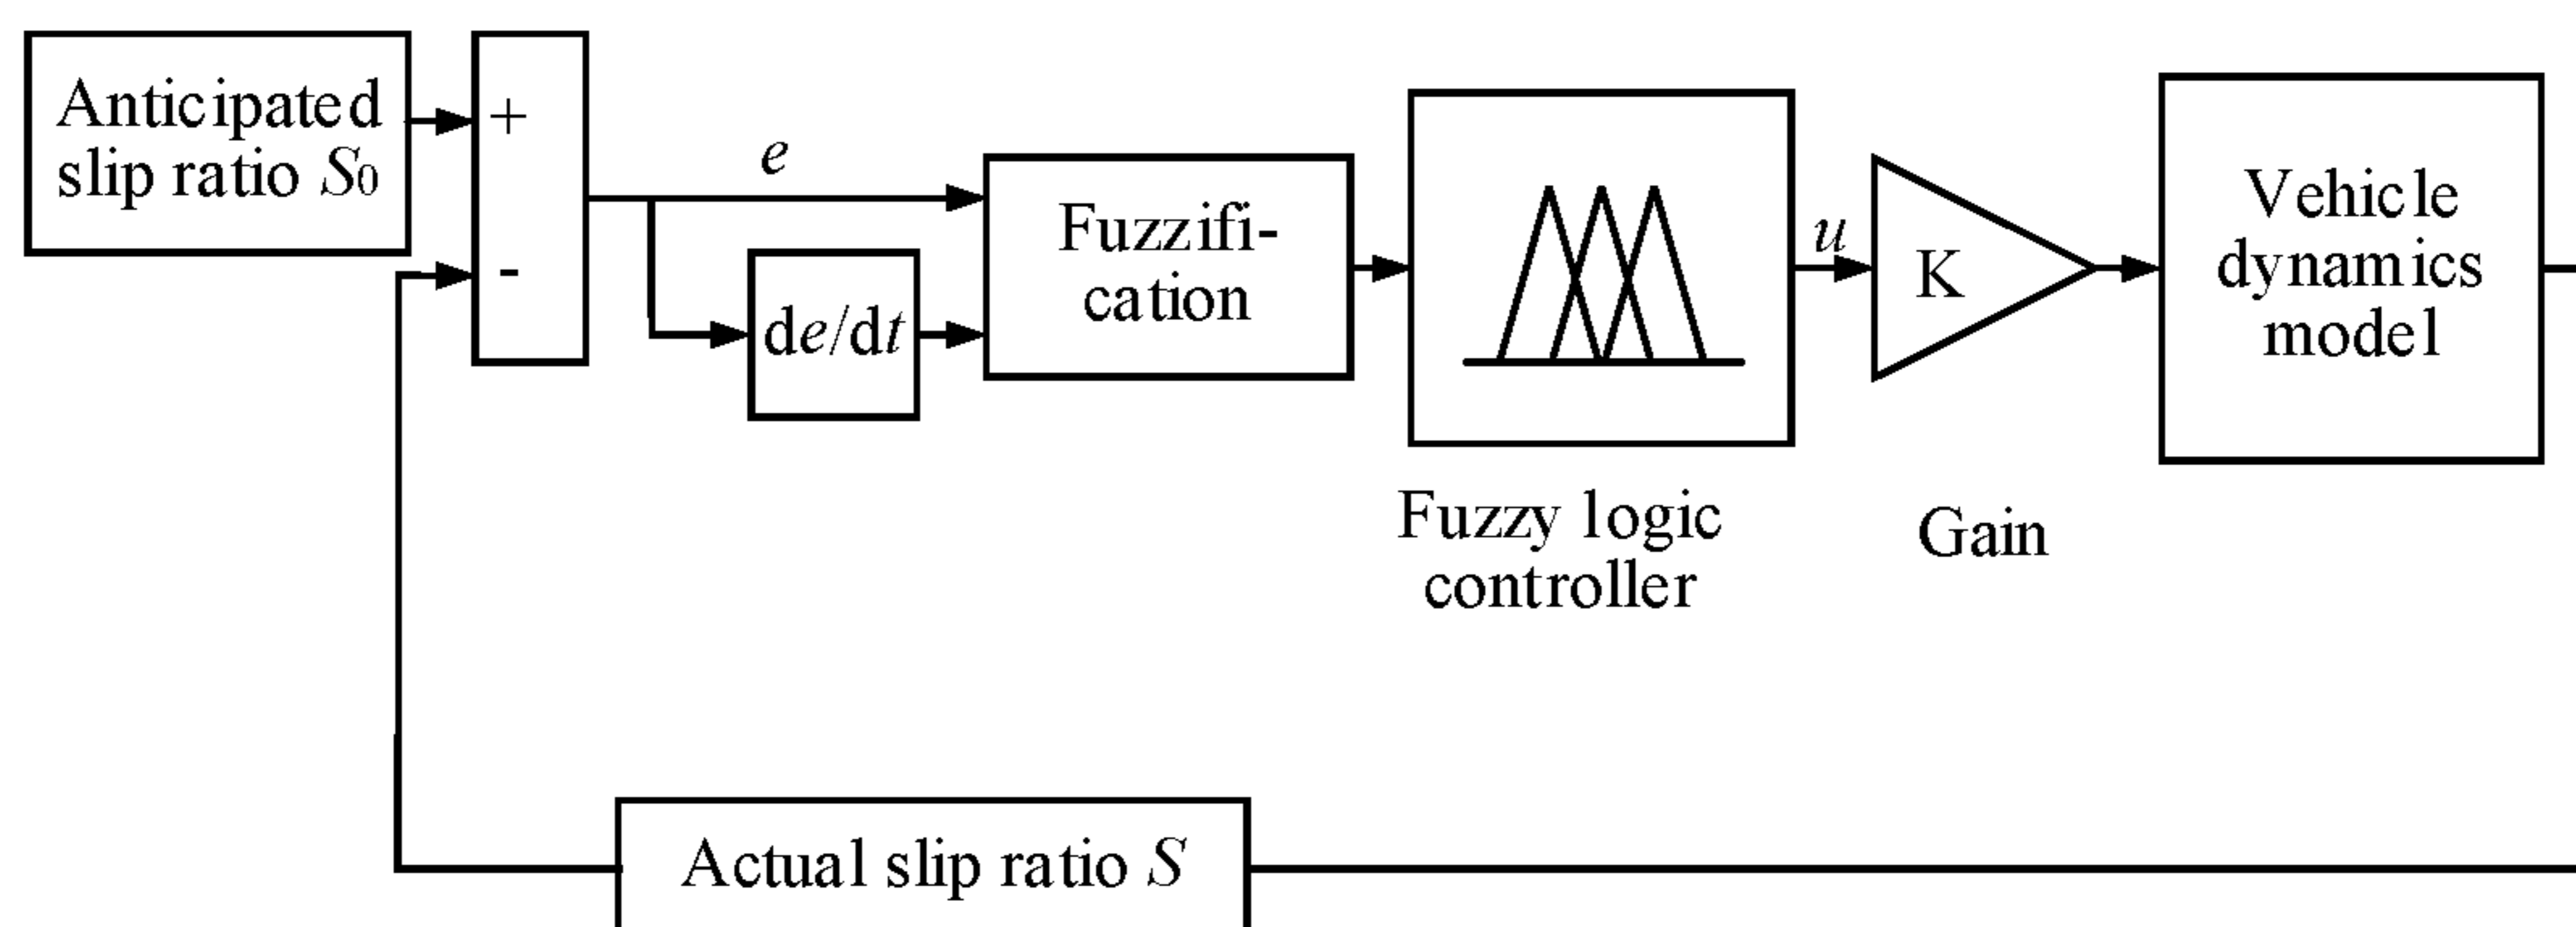 Anticipated
slip ratio S0
+
-
e
de/dt
Fuzzifi-
cation
Fuzzy logic
controller
u
K
Gain
Vehicle
dynamics
model
Actual slip ratio S